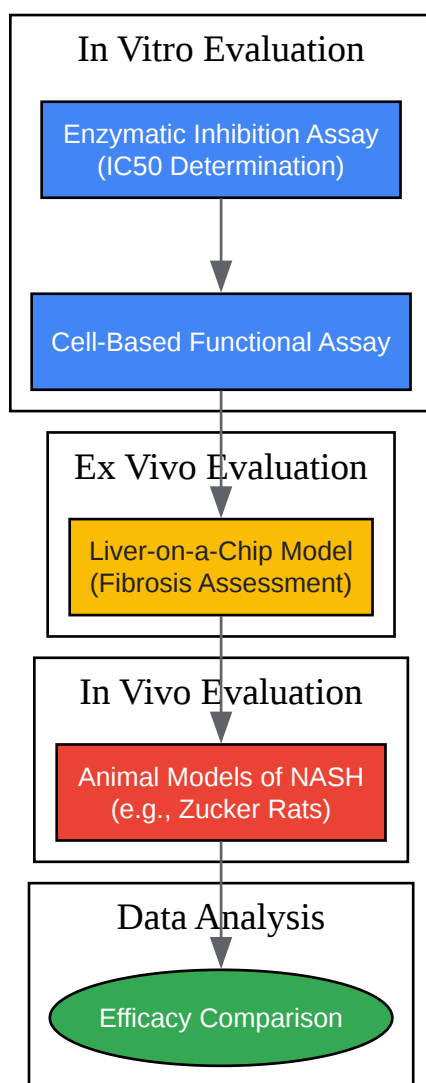 In Vitro Evaluation
Enzymatic Inhibition Assay
(IC50 Determination)
Cell-Based Functional Assay
Ex Vivo Evaluation
Liver-on-a-Chip Model
(Fibrosis Assessment)
In Vivo Evaluation
Animal Models of NASH
(e.g., Zucker Rats)
Data Analysis
Efficacy Comparison